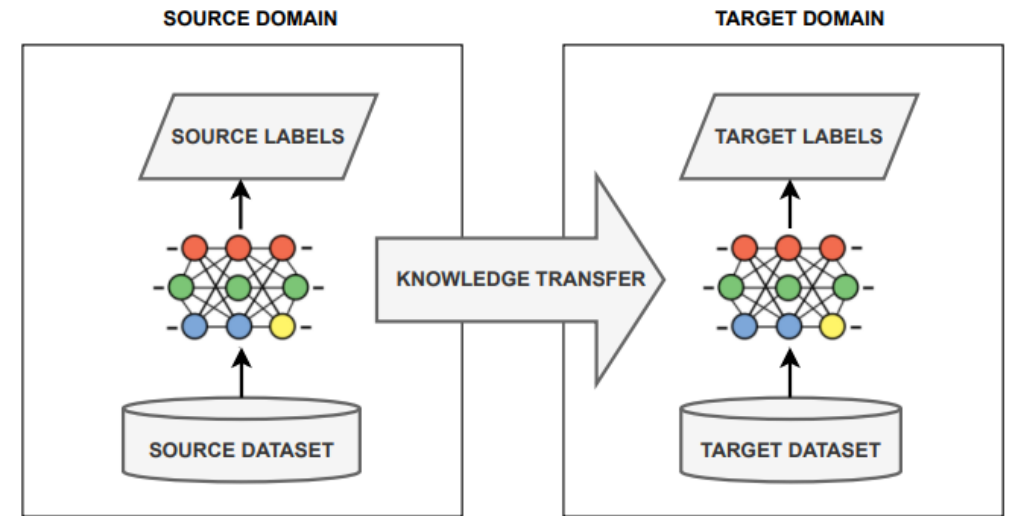 SOURCE DOMAIN
TARGET DOMAIN
SOURCE LABELS
TARGET LABELS
KNOWLEDGE TRANSFER
SOURCE DATASET
TARGET DATASET